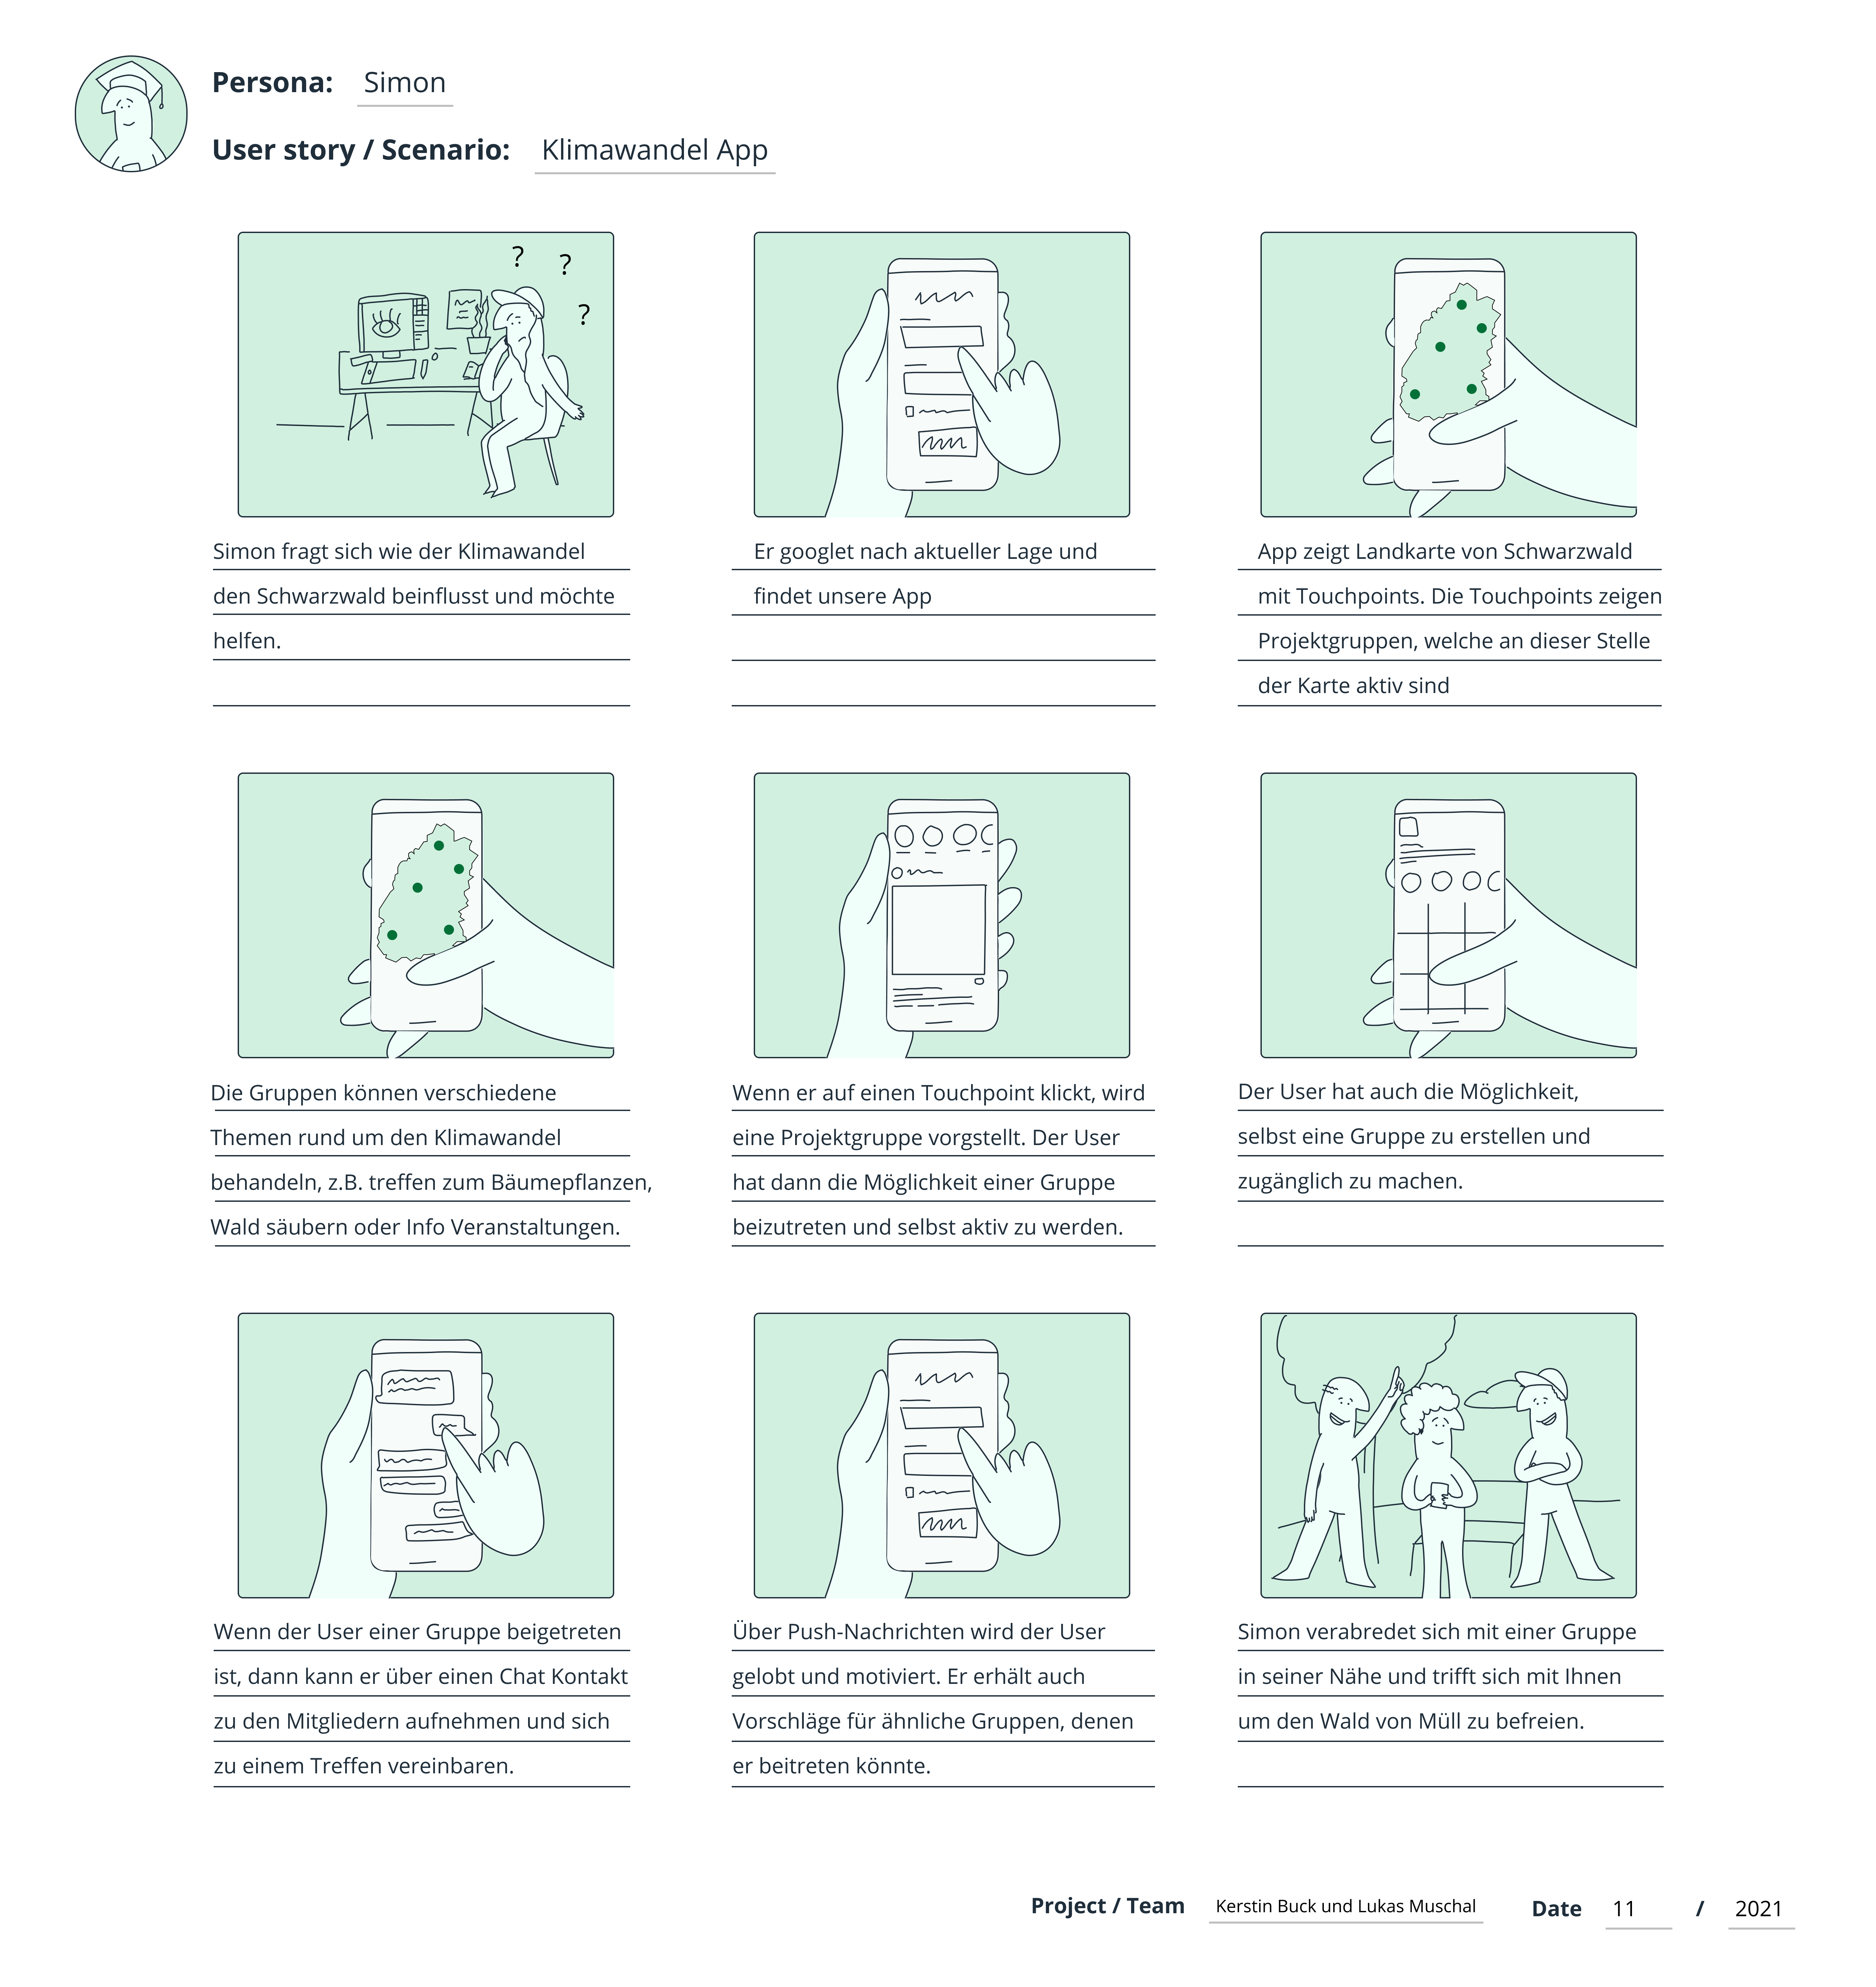 Persona: Simon
User story / Scenario: Klimawandel App
?
?
?
Simon fragt sich wie der Klimawandel
den Schwarzwald beinflusst und möchte
helfen.
Er googlet nach aktueller Lage und
findet unsere App
App zeigt Landkarte von Schwarzwald
mit Touchpoints. Die Touchpoints zeigen
Projektgruppen, welche an dieser Stelle
der Karte aktiv sind
Die Gruppen können verschiedene
Themen rund um den Klimawandel
behandeln, z.B. treffen zum Bäumepflanzen,
Wald säubern oder Info Veranstaltungen.
Wenn er auf einen Touchpoint klickt, wird
eine Projektgruppe vorgstellt. Der User
hat dann die Möglichkeit einer Gruppe
beizutreten und selbst aktiv zu werden.
Der User hat auch die Möglichkeit,
selbst eine Gruppe zu erstellen und
zugänglich zu machen.
Wenn der User einer Gruppe beigetreten
ist, dann kann er über einen Chat Kontakt
zu den Mitgliedern aufnehmen und sich
zu einem Treffen vereinbaren.
Über Push-Nachrichten wird der User
gelobt und motiviert. Er erhält auch
Vorschläge für ähnliche Gruppen, denen
er beitreten könnte.
Simon verabredet sich mit einer Gruppe
in seiner Nähe und trifft sich mit Ihnen
um den Wald von Müll zu befreien.
Project / Team Kerstin Buck und Lukas Muschal Date 11 / 2021